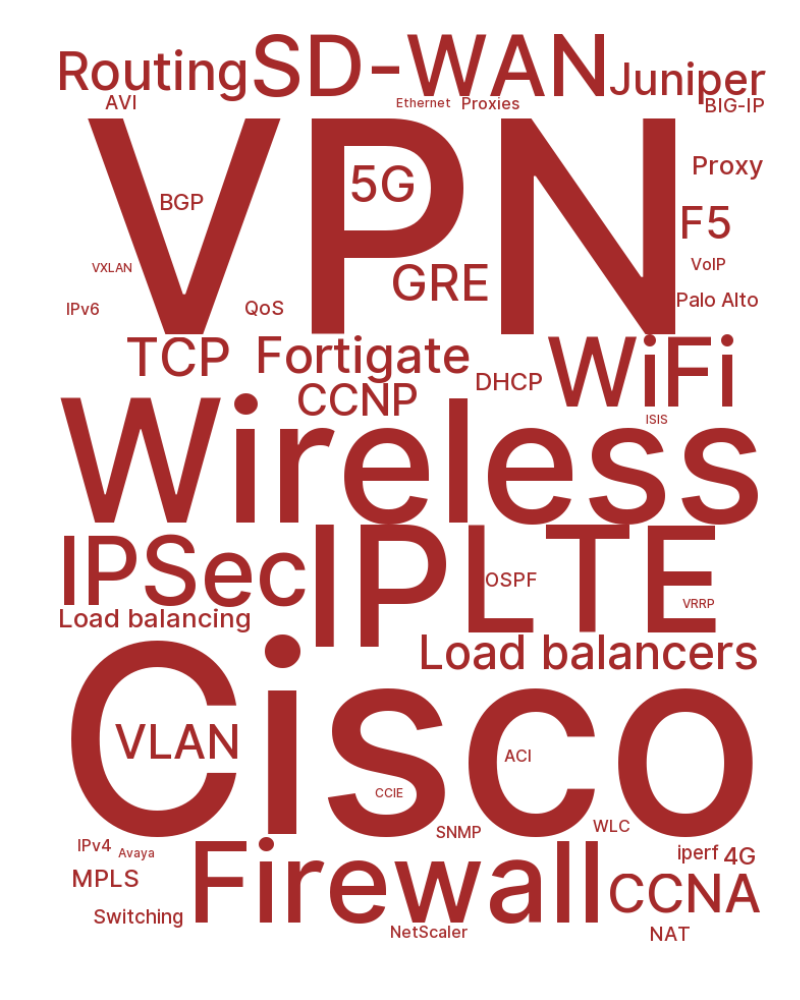 Routing SD-WAN Juniper
AVI Ethernet Proxies BIG-IP
VPN
5G Proxy
BGP F5
VXLAN GRE VoIP
IPv6 QoS Palo Alto
TCP Fortigate WiFi
CCNP DHCP
ISIS
Wireless
IPSec IP LTE
OSPF
VRRP
Load balancing
Load balancers
Cisco
VLAN ACI
CCIE
SNMP WLC
IPv4 Avaya Firewall iperf 4G
MPLS CCNA
Switching
NetScaler NAT